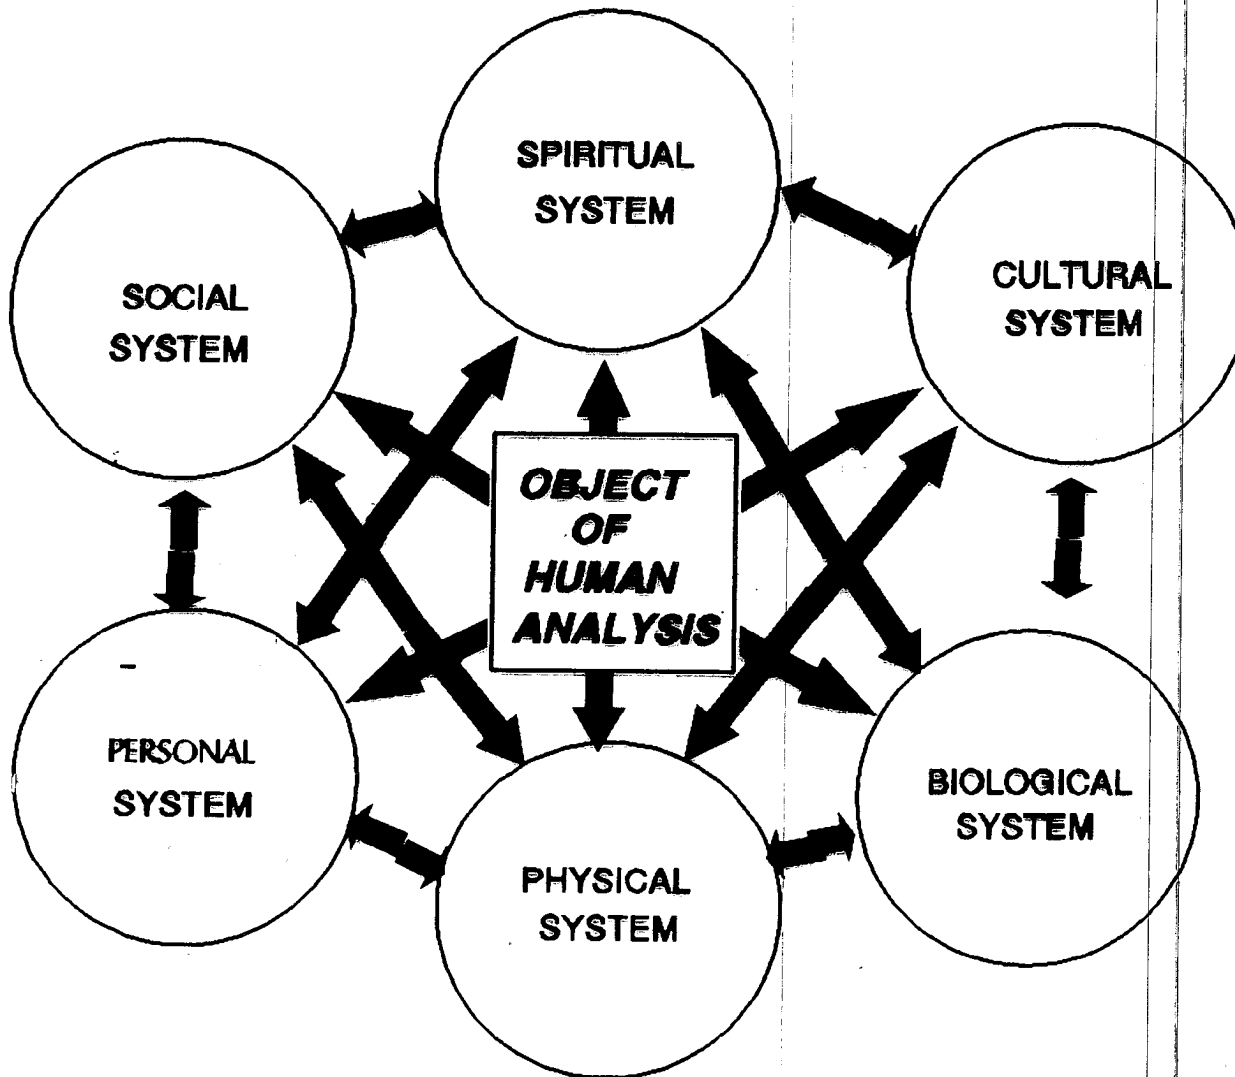 SPIRITUAL
SYSTEM
SOCIAL
SYSTEM
CULTURAL
SYSTEM
OBJECT
OF
HUMAN
ANALYSIS
PERSONAL
SYSTEM
BIOLOGICAL
SYSTEM
PHYSICAL
SYSTEM